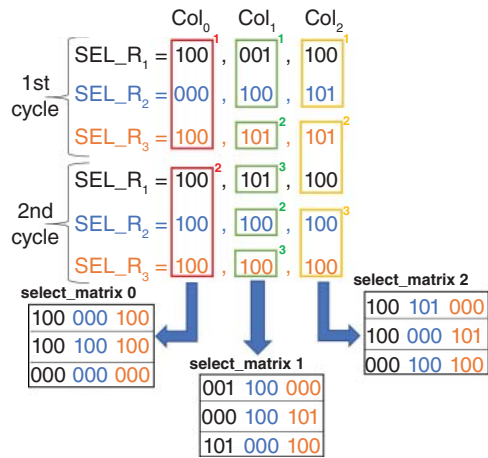 Col0 Col1 Col2
1st cycle
SEL_R1 = 100 1 , 001 1 , 100 1
SEL_R2 = 000 , 100 , 101
SEL_R3 = 100 , 101 2 , 101 2
2nd cycle
SEL_R1 = 100 2 , 101 3 , 100
SEL_R2 = 100 , 100 2 , 100 3
SEL_R3 = 100 , 100 3 , 100
select_matrix 0
100 000 100
100 100 100
000 000 000
select_matrix 1
001 100 000
000 100 101
101 000 100
select_matrix 2
100 101 000
100 000 101
000 100 100